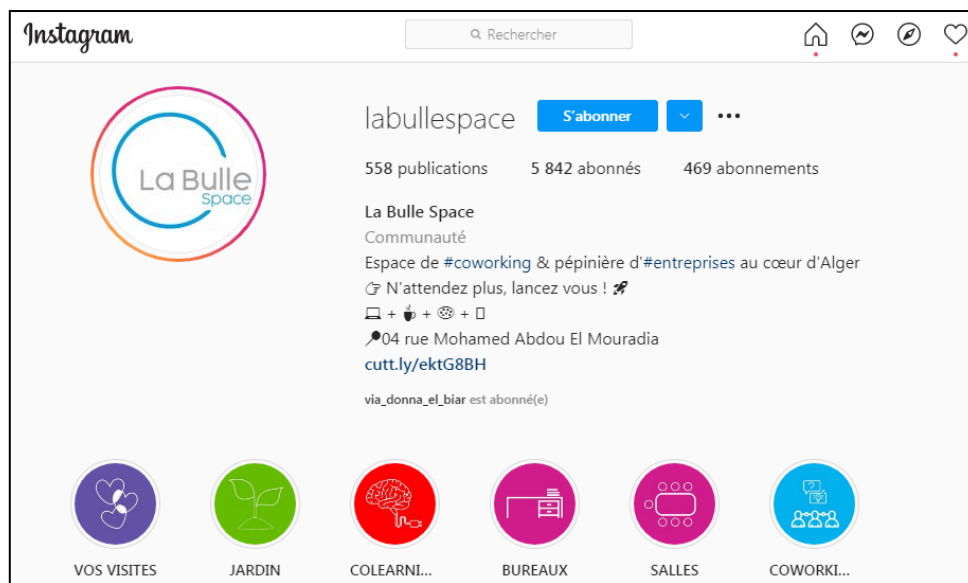 Instagram
Rechercher
La Bulle
Space
labullespace S'abonner
558 publications 5 842 abonnés 469 abonnements
La Bulle Space
Communauté
Espace de #coworking & pépinière d'#entreprises au cœur d'Alger
👉 N'attendez plus, lancez vous ! 🚀
💻 + ☕ + 🍪 + ▯
📍04 rue Mohamed Abdou El Mouradia
cutt.ly/ektG8BH
via_donna_el_biar est abonné(e)
VOS VISITES JARDIN COLEARNI... BUREAUX SALLES COWORKI...